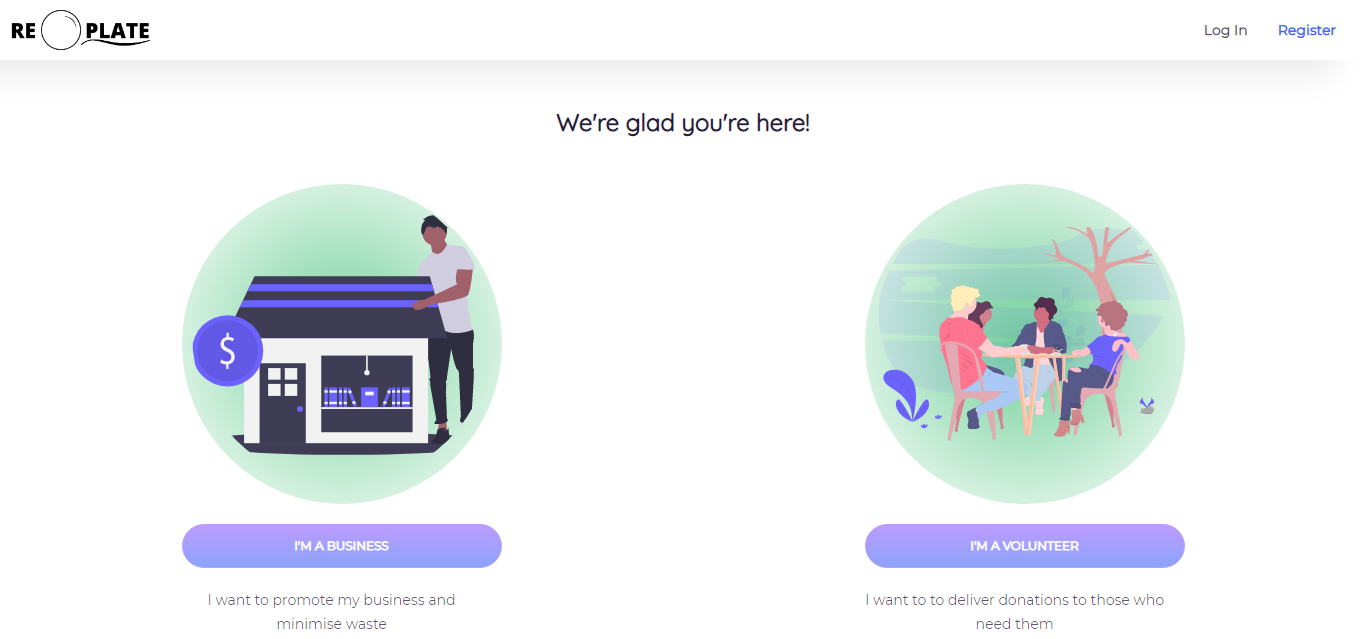 RE PLATE
Log In
Register
We're glad you're here!
$
I'M A BUSINESS
I want to promote my business and
minimise waste
I'M A VOLUNTEER
I want to to deliver donations to those who
need them